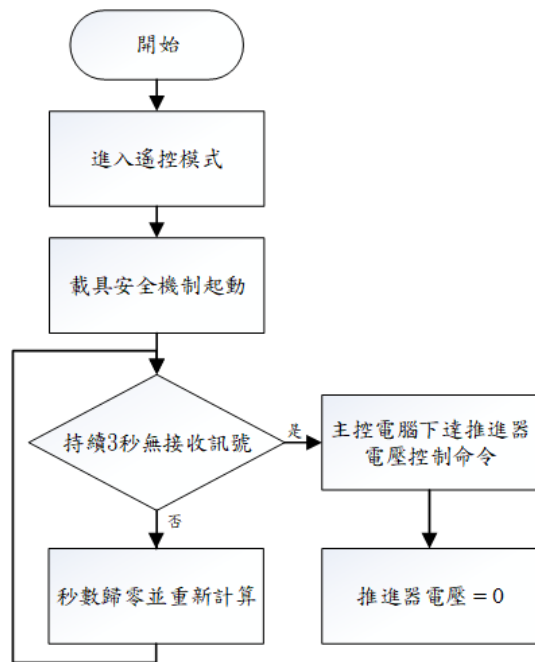 開始
進入遙控模式
載具安全機制起動
持續3秒無接收訊號
是
主控電腦下達推進器
電壓控制命令
否
秒數歸零並重新計算
推進器電壓=0